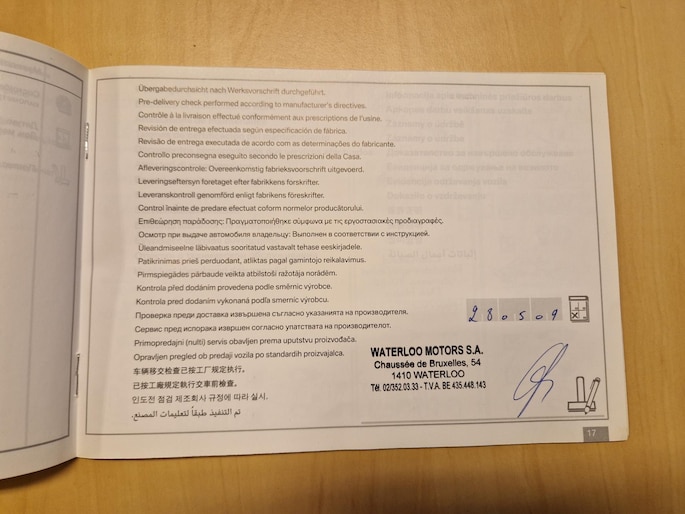 Übergabedurchsicht nach Werksvorschrift durchgeführt.
Pre-delivery check performed according to manufacturer's directives.
Contrôle à la livraison effectué conformément aux prescriptions de l'usine.
Revisión de entrega efectuada según especificación de fábrica.
Revisão de entrega executada de acordo com as determinações do fabricante.
Controllo preconsegna eseguito secondo le prescrizioni della Casa.
Afleveringscontrole: Overeenkomstig fabrieksvoorschrift uitgevoerd.
Leveringseftersyn foretaget efter fabrikkens forskrifter.
Leveranskontroll genomförd enligt fabrikens föreskrifter.
Control înainte de predare efectuat coform normelor producătorului.
Επιθεώρηση παράδοσης: Πραγματοποιήθηκε σύμφωνα με τις εργοστασιακές προδιαγραφές.
Осмотр при выдаче автомобиля владельцу: Выполнен в соответствии с инструкцией.
Üleandmiseelne läbivaatus sooritatud vastavalt tehase eeskirjadele.
Patikrinimas prieš perduodant, atliktas pagal gamintojo reikalavimus.
Pirmspiegādes pārbaude veikta atbilstoši ražotāja norādēm.
Kontrola před dodáním provedena podle směrnic výrobce.
Kontrola pred dodaním vykonaná podľa smerníc výrobcu.
Проверка преди доставка извършена съгласно указанията на производителя.
Сервис пред испорака извршен согласно упатствата на производителот.
Primopredajni (nulti) servis obavljen prema uputstvu proizvođača.
Opravljen pregled ob predaji vozila po standardih proizvajalca.
车辆移交检查已按工厂规定执行。
已按工廠規定執行交車前檢查。
인도전 점검 제조회사 규정에 따라 실시.
تم التنفيذ طبقاً لتعليمات المصنع.
280509
WATERLOO MOTORS S.A.
Chaussée de Bruxelles, 54
1410 WATERLOO
Tél. 02/352.03.33 - T.V.A. BE 435.448.143
17